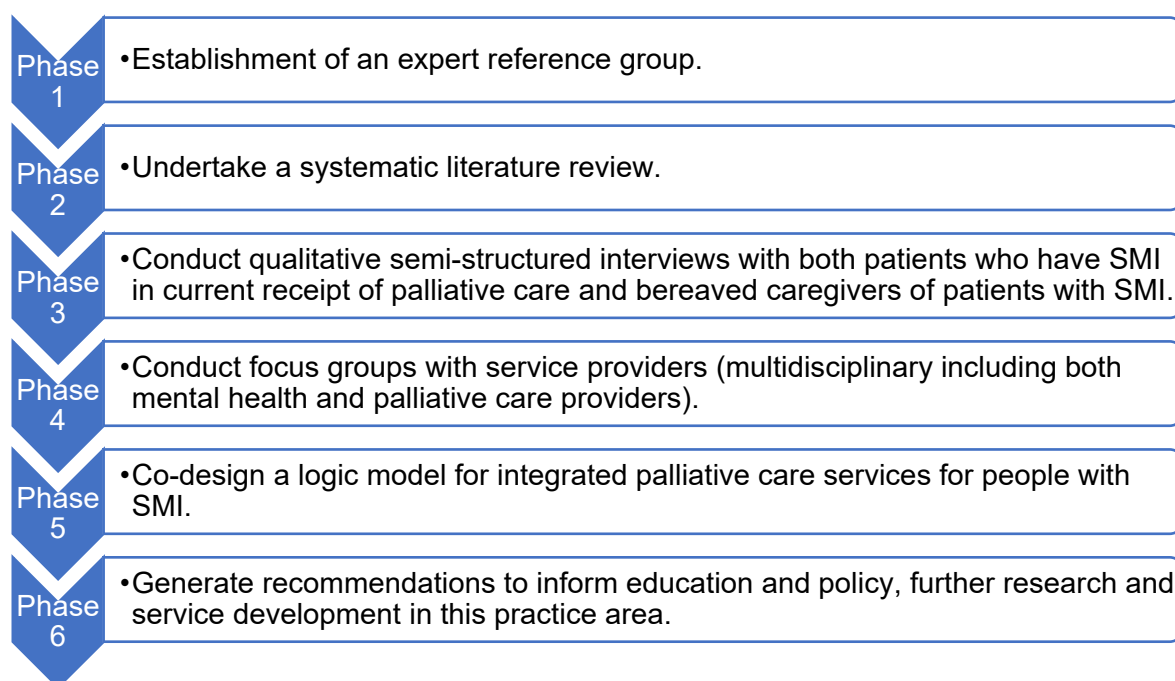 Phase
1
•Establishment of an expert reference group.
Phase
2
•Undertake a systematic literature review.
Phase
3
•Conduct qualitative semi-structured interviews with both patients who have SMI
in current receipt of palliative care and bereaved caregivers of patients with SMI.
Phase
4
•Conduct focus groups with service providers (multidisciplinary including both
mental health and palliative care providers).
Phase
5
•Co-design a logic model for integrated palliative care services for people with
SMI.
Phase
6
•Generate recommendations to inform education and policy, further research and
service development in this practice area.